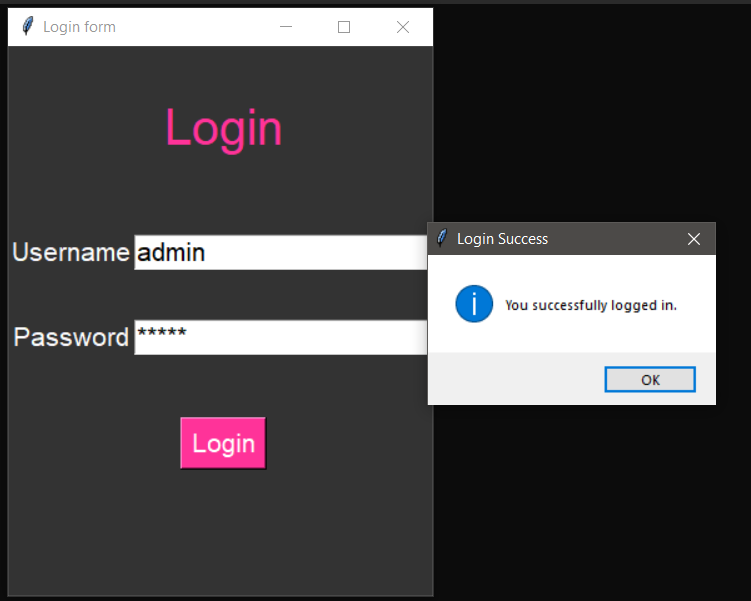 Login form
Login
Username admin
Password *****
Login
Login Success
You successfully logged in.
OK